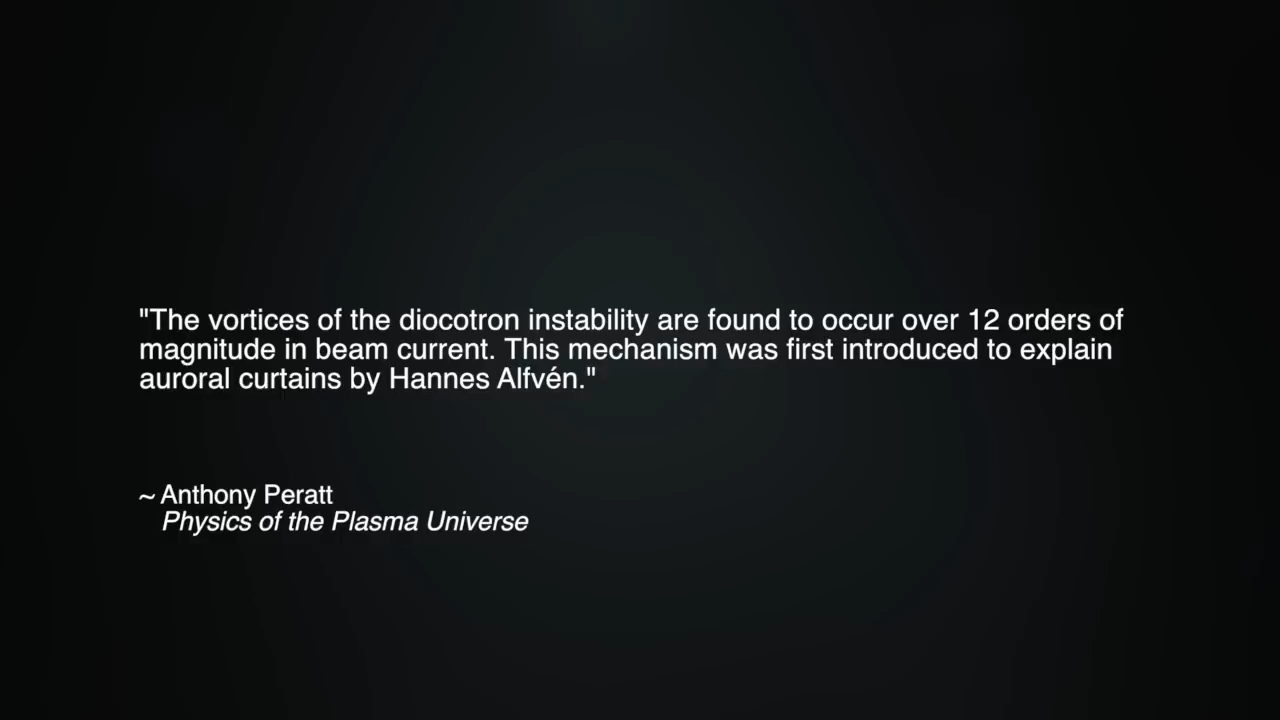 "The vortices of the diocotron instability are found to occur over 12 orders of
magnitude in beam current. This mechanism was first introduced to explain
auroral curtains by Hannes Alfvén."
~ Anthony Peratt
Physics of the Plasma Universe